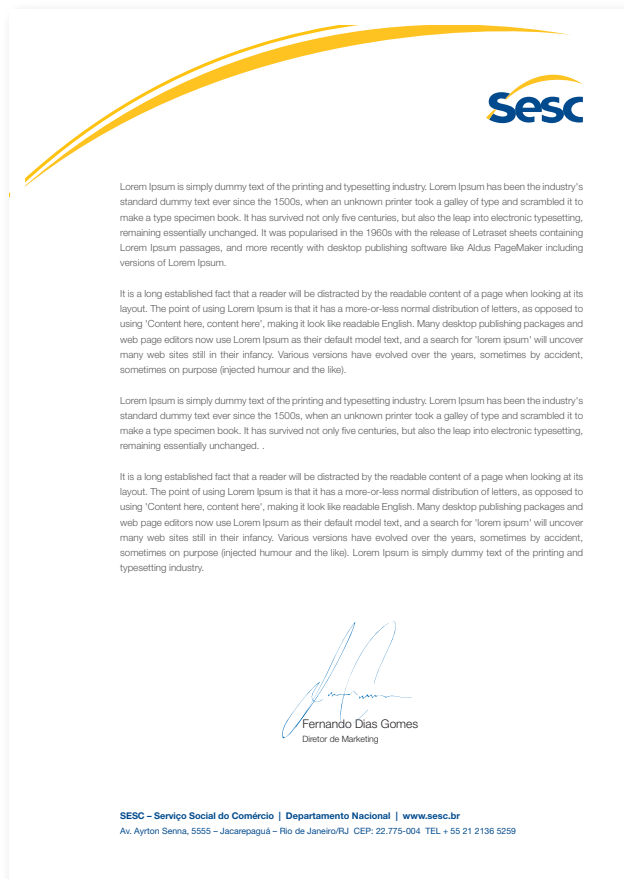 Sesc
Lorem Ipsum is simply dummy text of the printing and typesetting industry. Lorem Ipsum has been the industry's
standard dummy text ever since the 1500s, when an unknown printer took a galley of type and scrambled it to
make a type specimen book. It has survived not only five centuries, but also the leap into electronic typesetting,
remaining essentially unchanged. It was popularised in the 1960s with the release of Letraset sheets containing
Lorem Ipsum passages, and more recently with desktop publishing software like Aldus PageMaker including
versions of Lorem Ipsum.
It is a long established fact that a reader will be distracted by the readable content of a page when looking at its
layout. The point of using Lorem Ipsum is that it has a more-or-less normal distribution of letters, as opposed to
using 'Content here, content here', making it look like readable English. Many desktop publishing packages and
web page editors now use Lorem Ipsum as their default model text, and a search for 'lorem ipsum' will uncover
many web sites still in their infancy. Various versions have evolved over the years, sometimes by accident,
sometimes on purpose (injected humour and the like).
Lorem Ipsum is simply dummy text of the printing and typesetting industry. Lorem Ipsum has been the industry's
standard dummy text ever since the 1500s, when an unknown printer took a galley of type and scrambled it to
make a type specimen book. It has survived not only five centuries, but also the leap into electronic typesetting,
remaining essentially unchanged. .
It is a long established fact that a reader will be distracted by the readable content of a page when looking at its
layout. The point of using Lorem Ipsum is that it has a more-or-less normal distribution of letters, as opposed to
using 'Content here, content here', making it look like readable English. Many desktop publishing packages and
web page editors now use Lorem Ipsum as their default model text, and a search for 'lorem ipsum' will uncover
many web sites still in their infancy. Various versions have evolved over the years, sometimes by accident,
sometimes on purpose (injected humour and the like). Lorem Ipsum is simply dummy text of the printing and
typesetting industry.
Fernando Dias Gomes
Diretor de Marketing
SESC – Serviço Social do Comércio | Departamento Nacional | www.sesc.br
Av. Ayrton Senna, 5555 – Jacarepaguá – Rio de Janeiro/RJ CEP: 22.775-004 TEL + 55 21 2136 5259